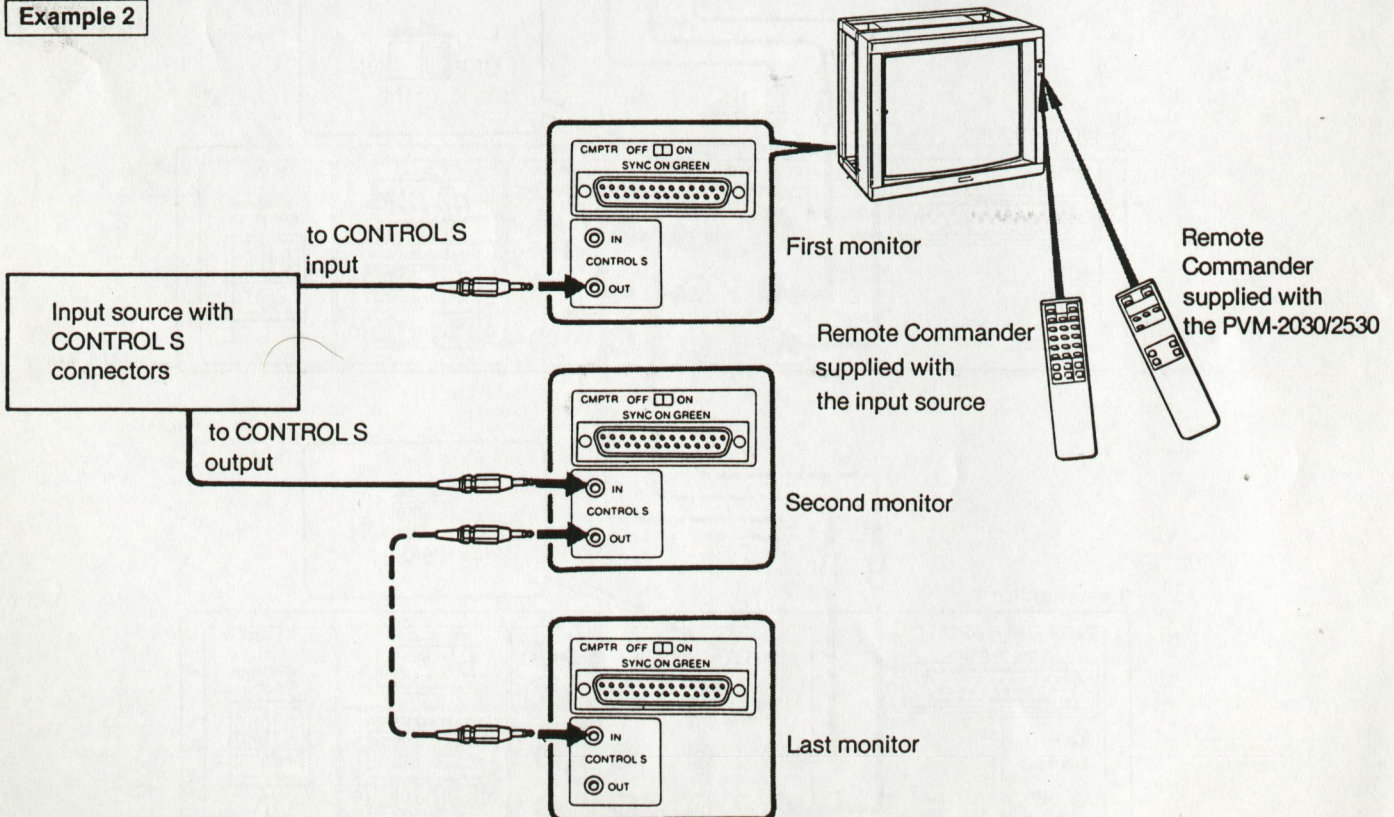 Example 2
CMPTR OFF ON
SYNC ON GREEN
IN
CONTROL S
OUT
First monitor
to CONTROL S
input
Input source with
CONTROL S
connectors
to CONTROL S
output
Remote Commander
supplied with
the input source
Remote
Commander
supplied with
the PVM-2030/2530
CMPTR OFF ON
SYNC ON GREEN
IN
CONTROL S
OUT
Second monitor
CMPTR OFF ON
SYNC ON GREEN
IN
CONTROL S
OUT
Last monitor